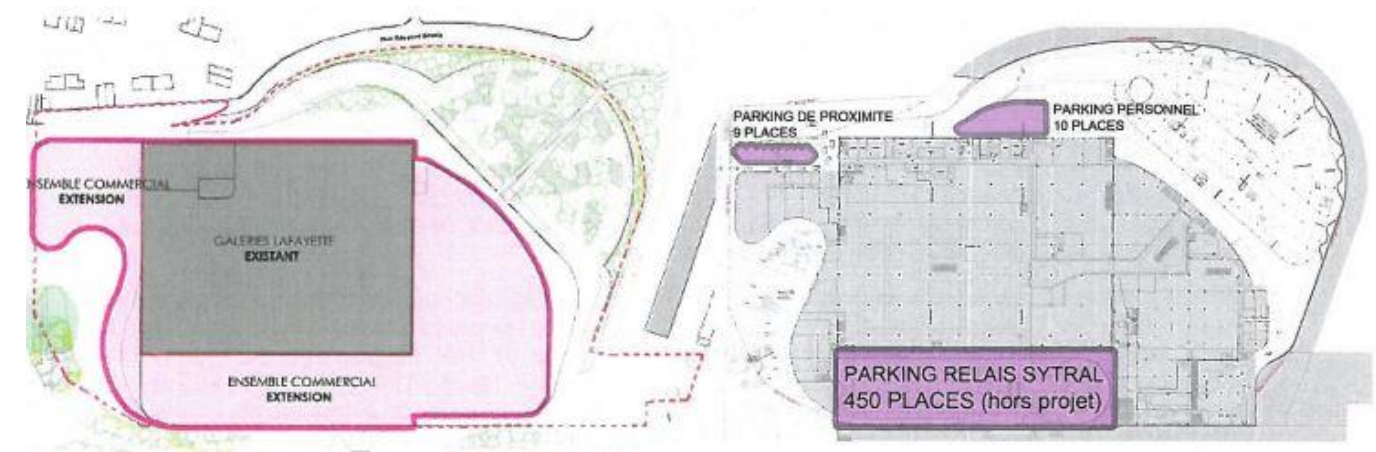 ENSEMBLE COMMERCIAL
EXTENSION
GALERIES LAFAYETTE
EXISTANT
ENSEMBLE COMMERCIAL
EXTENSION
PARKING DE PROXIMITE
9 PLACES
PARKING PERSONNEL
10 PLACES
PARKING RELAIS SYTRAL
450 PLACES (hors projet)